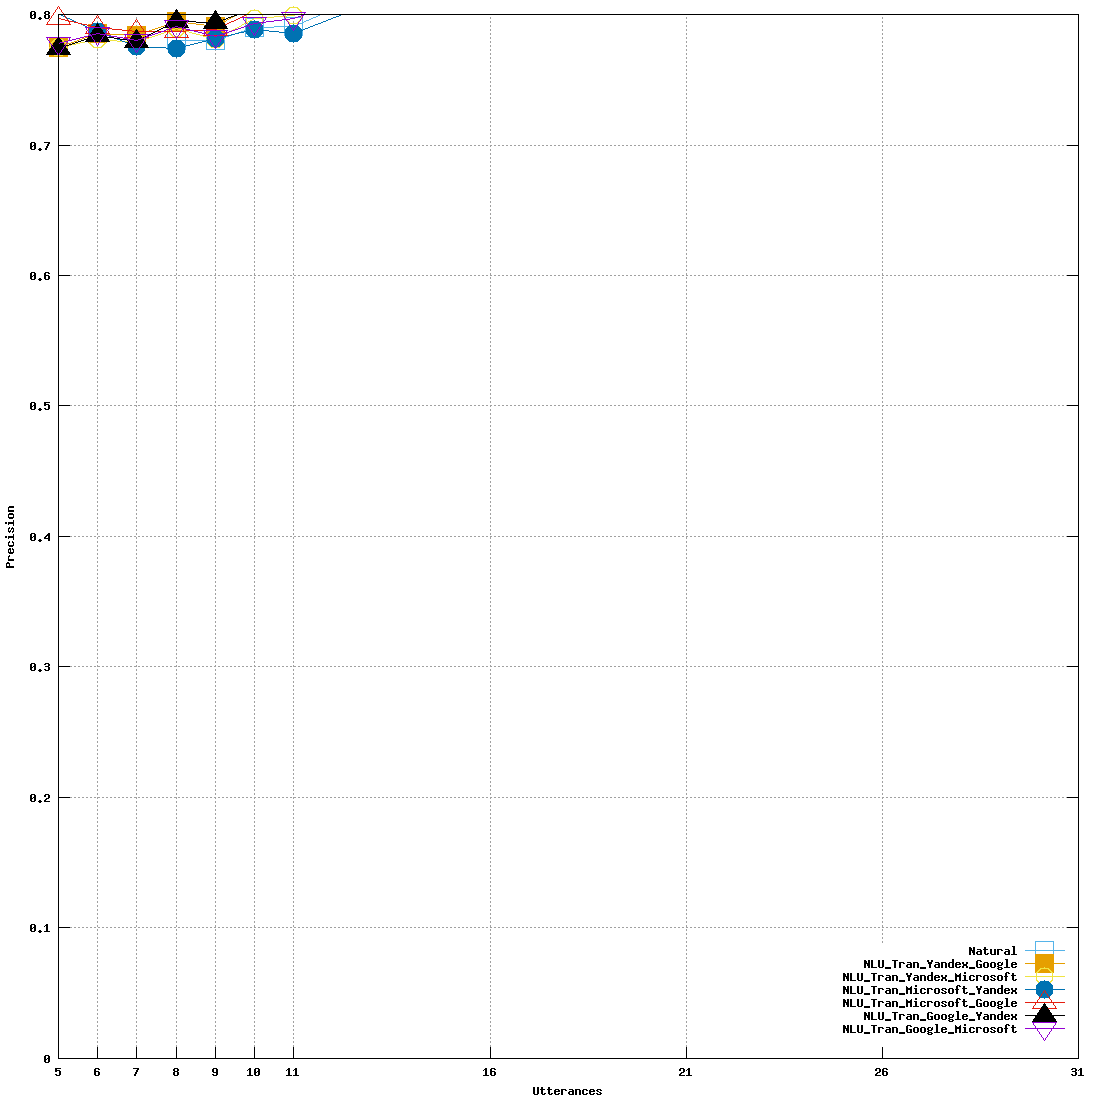 0.8
0.7
0.6
0.5
0.4
0.3
0.2
0.1
0
Precision
5 6 7 8 9 10 11 16 21 26 31
Utterances
Natural
NLU_Tran_Yandex_Google
NLU_Tran_Yandex_Microsoft
NLU_Tran_Microsoft_Yandex
NLU_Tran_Microsoft_Google
NLU_Tran_Google_Yandex
NLU_Tran_Google_Microsoft